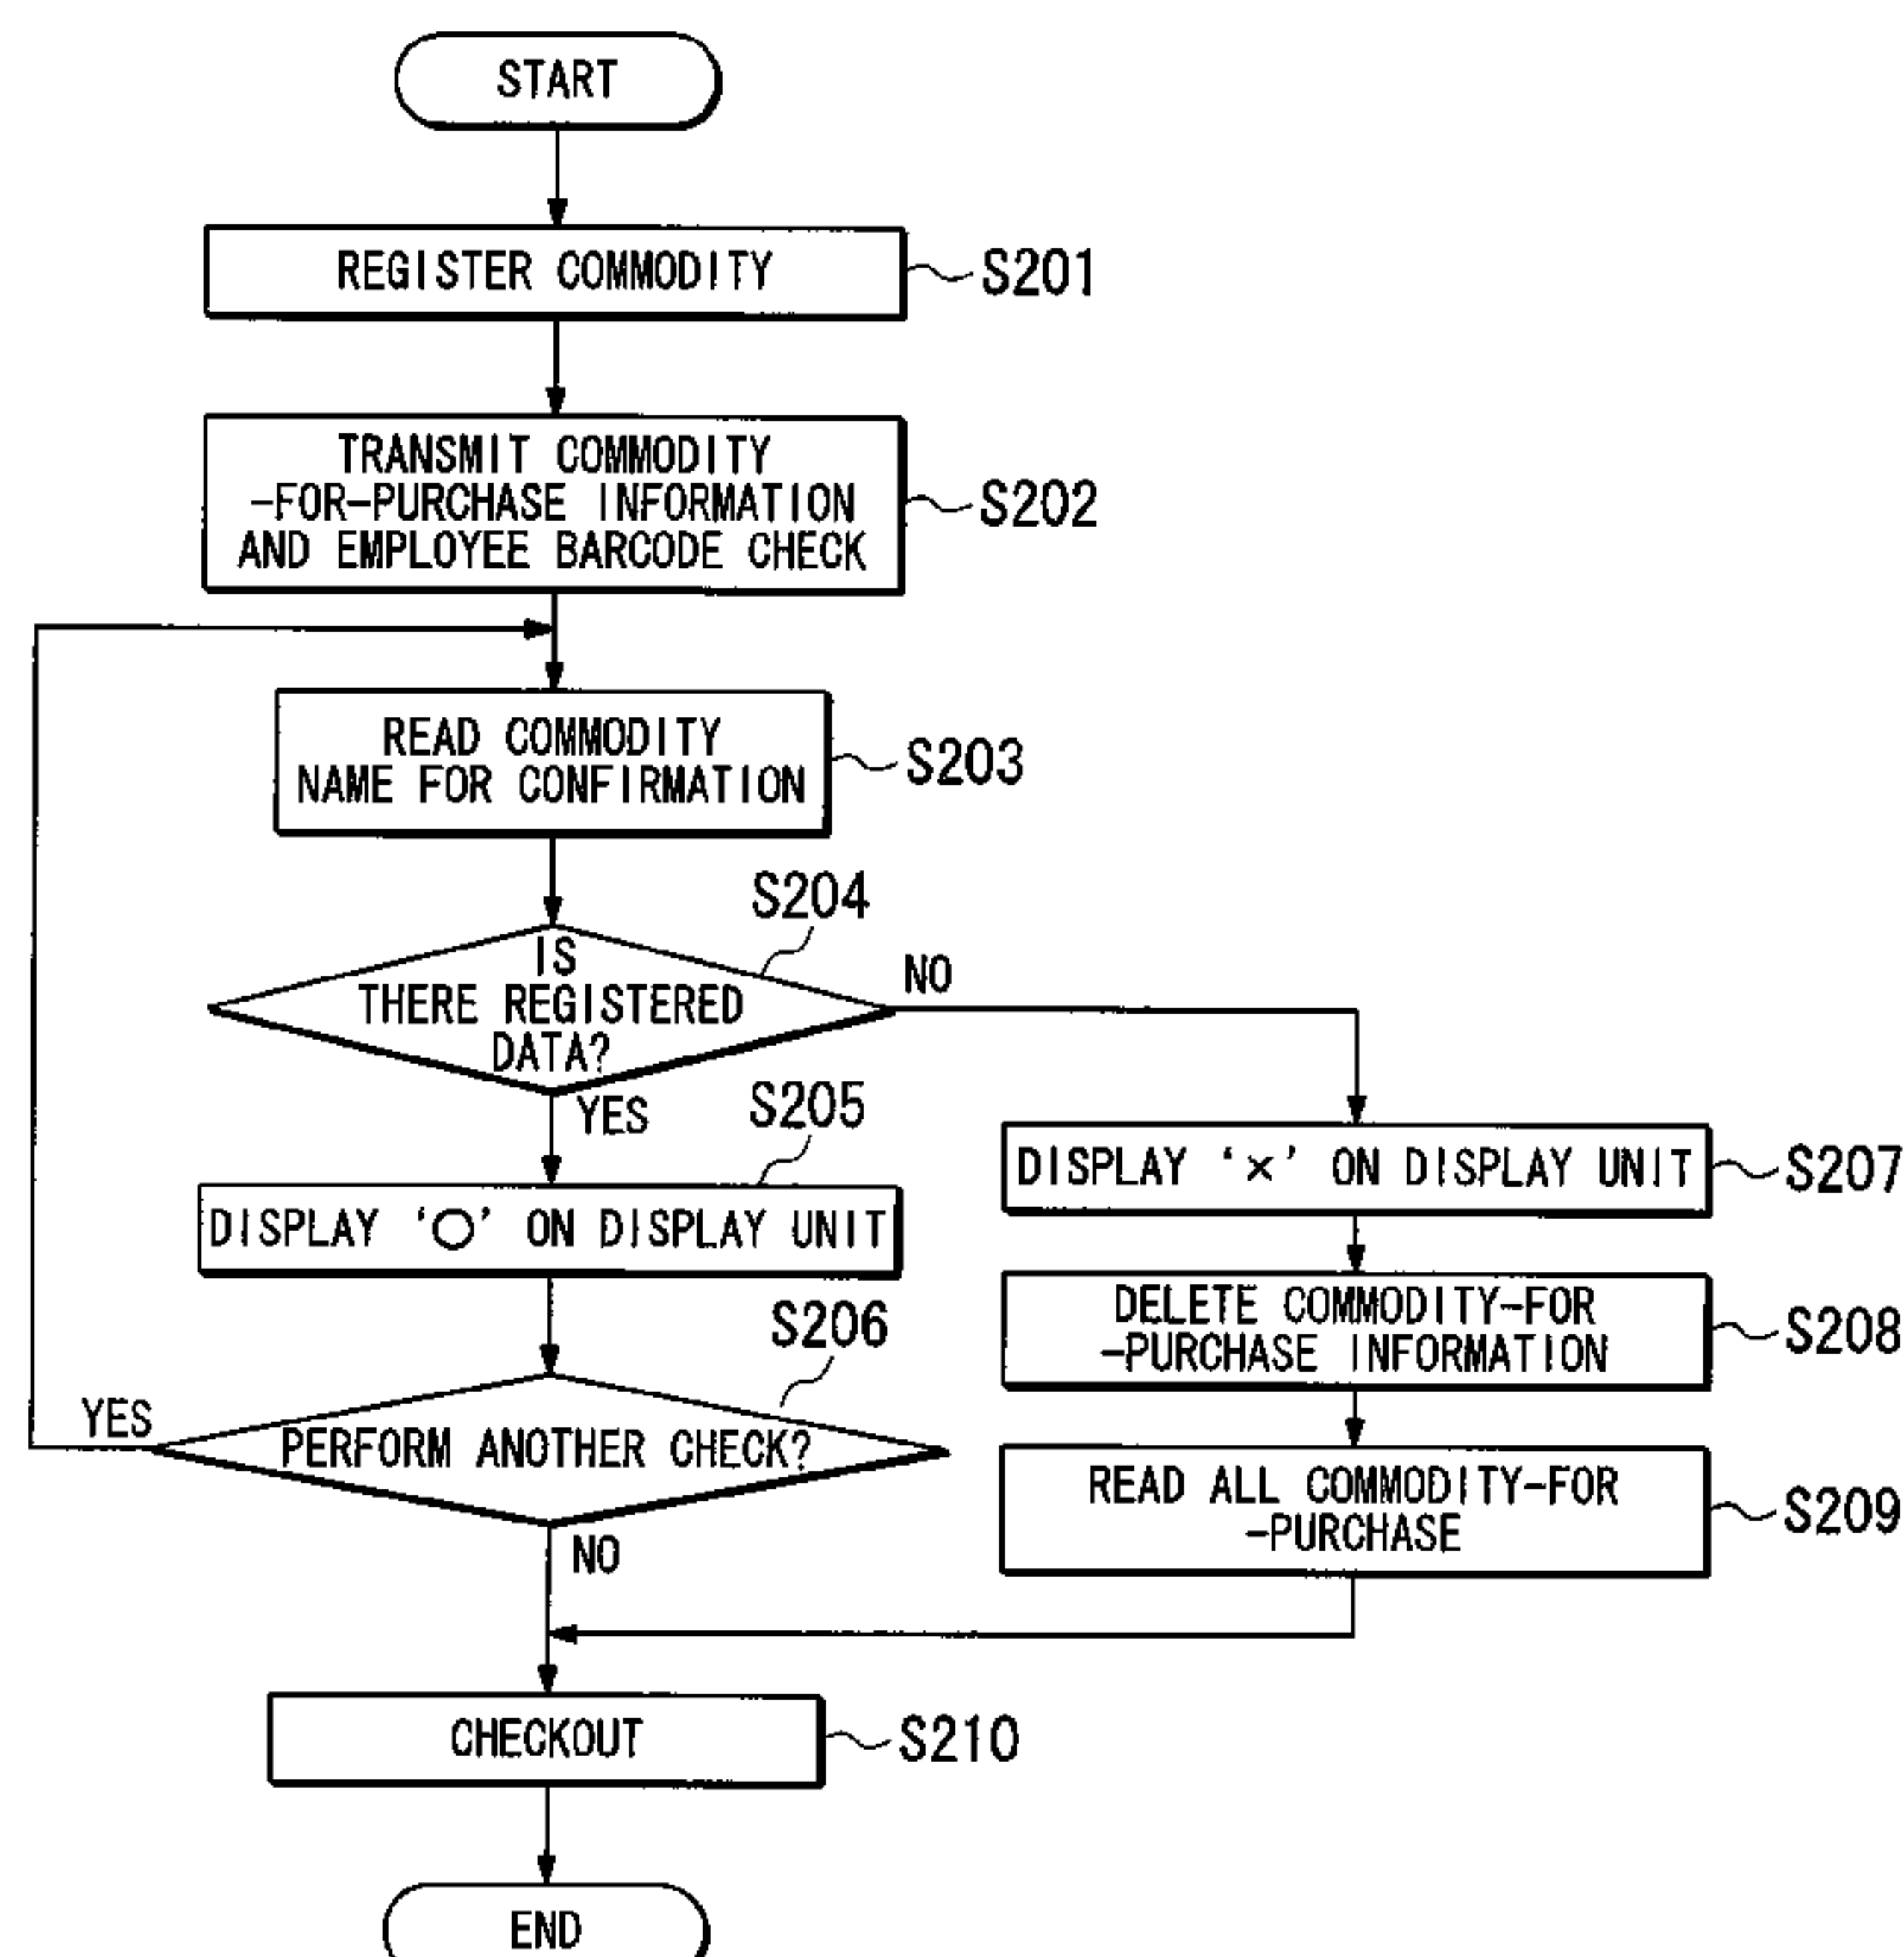 START
REGISTER COMMODITY
S201
TRANSMIT COMMODITY
-FOR-PURCHASE INFORMATION
AND EMPLOYEE BARCODE CHECK
S202
READ COMMODITY
NAME FOR CONFIRMATION
S203
S204
IS
THERE REGISTERED
DATA?
NO
YES
S205
DISPLAY ‘○’ ON DISPLAY UNIT
S206
PERFORM ANOTHER CHECK?
YES
NO
DISPLAY ‘×’ ON DISPLAY UNIT
S207
DELETE COMMODITY-FOR
-PURCHASE INFORMATION
S208
READ ALL COMMODITY-FOR
-PURCHASE
S209
CHECKOUT
S210
END